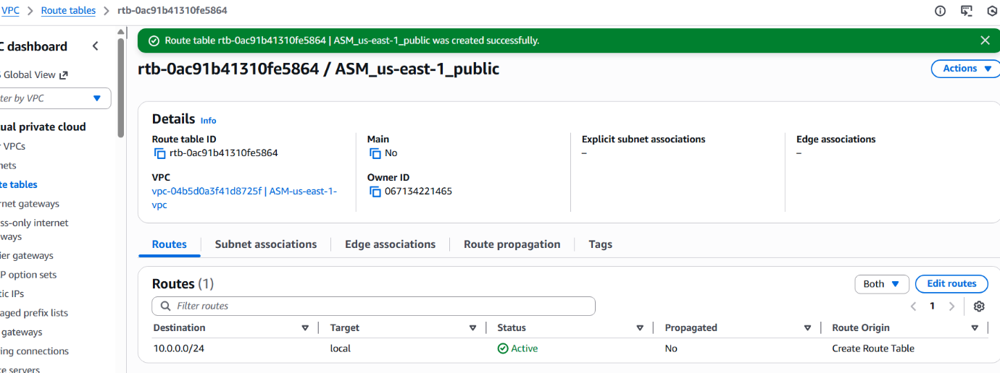 VPC > Route tables > rtb-0ac91b41310fe5864
C dashboard
Route table rtb-0ac91b41310fe5864 | ASM_us-east-1_public was created successfully.
rtb-0ac91b41310fe5864 / ASM_us-east-1_public
Actions
Global View
ter by VPC
ual private cloud
VPCs
nets
te tables
rnet gateways
ss-only internet
ways
ier gateways
P option sets
tic IPs
aged prefix lists
gateways
ring connections
te servers
Details Info
Route table ID
rtb-0ac91b41310fe5864
Main
No
Explicit subnet associations
–
Edge associations
–
VPC
vpc-04b5d0a3f41d8725f | ASM-us-east-1-
vpc
Owner ID
067134221465
Routes Subnet associations Edge associations Route propagation Tags
Routes (1)
Both
Edit routes
Filter routes
1
Destination Target Status Propagated Route Origin
10.0.0.0/24 local Active No Create Route Table